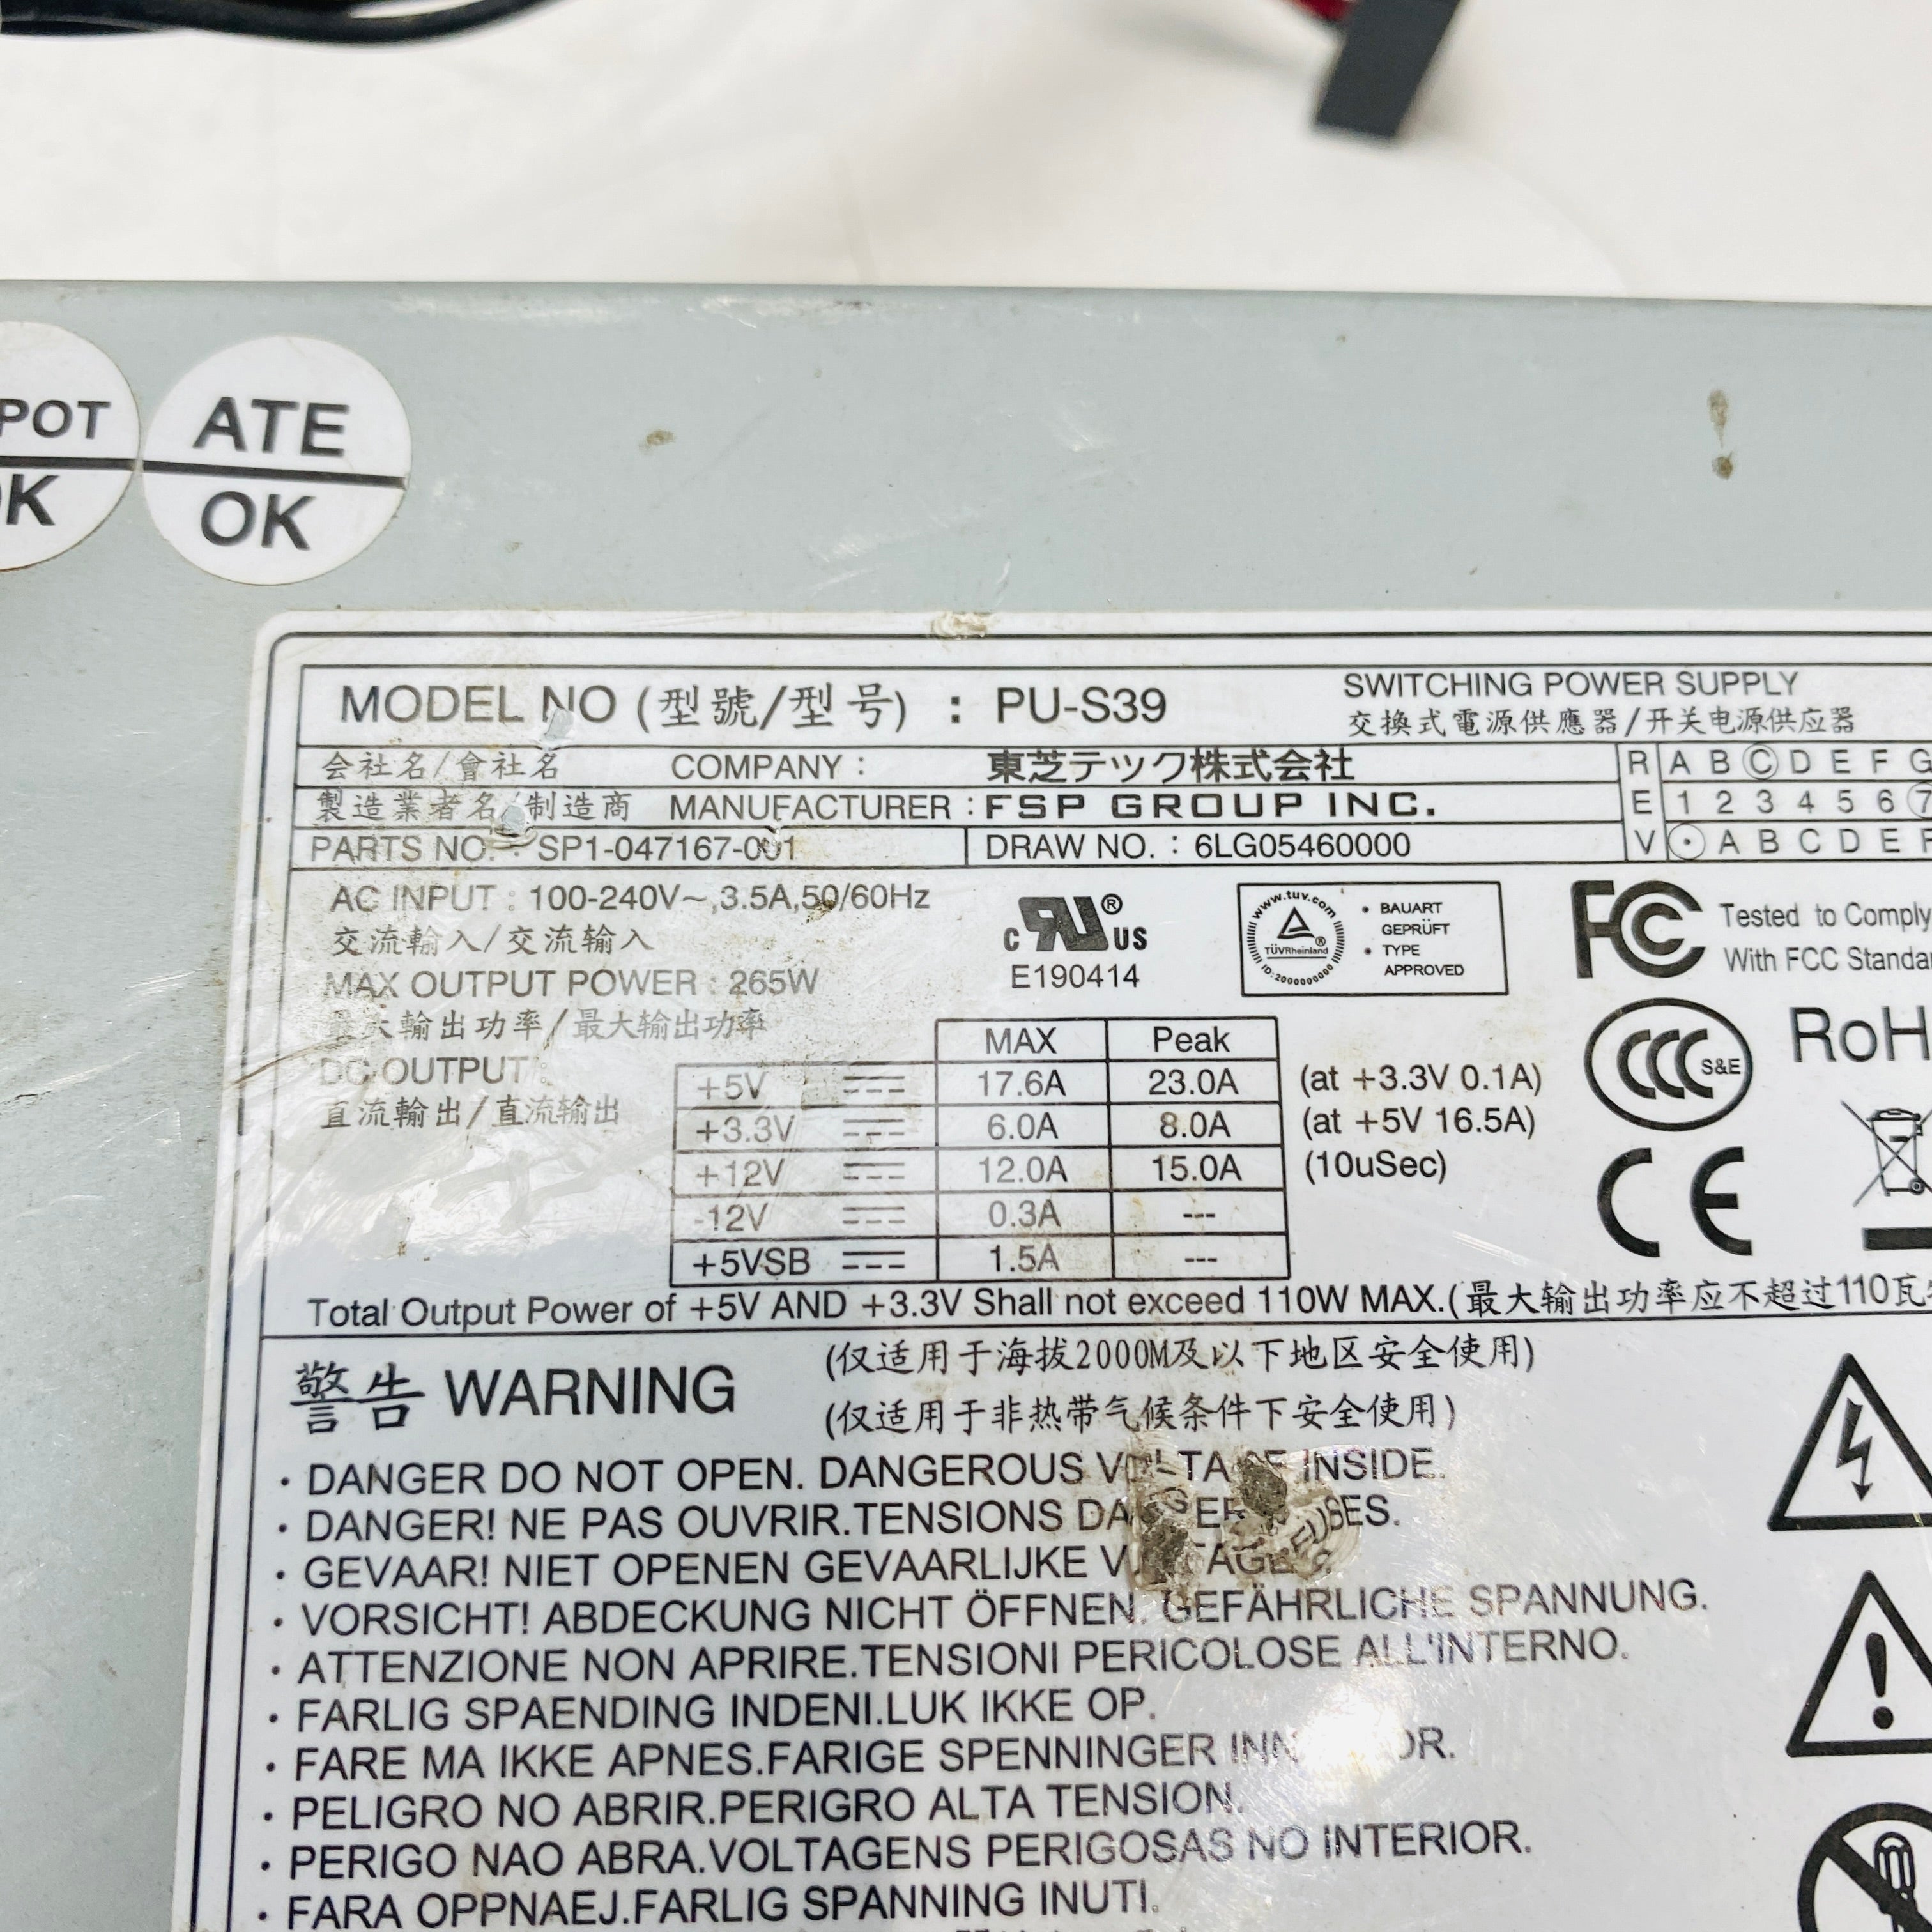 POT
OK
ATE
OK
MODEL NO (型號/型号) : PU-S39
SWITCHING POWER SUPPLY
交換式電源供應器/开关电源供应器
会社名/會社名 COMPANY : 東芝テック株式会社
製造業者名/制造商 MANUFACTURER : FSP GROUP INC.
PARTS NO. : SP1-047167-001 DRAW NO. : 6LG05460000
R A B C D E F G
E 1 2 3 4 5 6 7
V · A B C D E F
AC INPUT : 100-240V~,3.5A,50/60Hz
交流輸入/交流输入
MAX OUTPUT POWER : 265W
最大輸出功率/最大输出功率
DC OUTPUT :
直流輸出/直流输出
c RU ® US
E190414
www.tuv.com
TÜVRheinland ®
ID:2000000000
• BAUART
GEPRÜFT
• TYPE
APPROVED
FC Tested to Comply
With FCC Standar
CCC S&E
RoH
CE
MAX Peak
+5V 17.6A 23.0A (at +3.3V 0.1A)
+3.3V 6.0A 8.0A (at +5V 16.5A)
+12V 12.0A 15.0A (10uSec)
-12V 0.3A ---
+5VSB 1.5A ---
Total Output Power of +5V AND +3.3V Shall not exceed 110W MAX.(最大输出功率应不超过110瓦
警告 WARNING
(仅适用于海拔2000M及以下地区安全使用)
(仅适用于非热带气候条件下安全使用)
· DANGER DO NOT OPEN. DANGEROUS VOLTAGE INSIDE.
· DANGER! NE PAS OUVRIR.TENSIONS DANGEREUSES.
· GEVAAR! NIET OPENEN GEVAARLIJKE VOLTAGES.
· VORSICHT! ABDECKUNG NICHT ÖFFNEN. GEFÄHRLICHE SPANNUNG.
· ATTENZIONE NON APRIRE.TENSIONI PERICOLOSE ALL'INTERNO.
· FARLIG SPAENDING INDENI.LUK IKKE OP.
· FARE MA IKKE APNES.FARIGE SPENNINGER
· PELIGRO NO ABRIR.PERIGRO ALTA TENSION.
· PERIGO NAO ABRA.VOLTAGENS PERIGOSAS NO INTERIOR.
· FARA OPPNAEJ.FARLIG SPANNING INUTI.